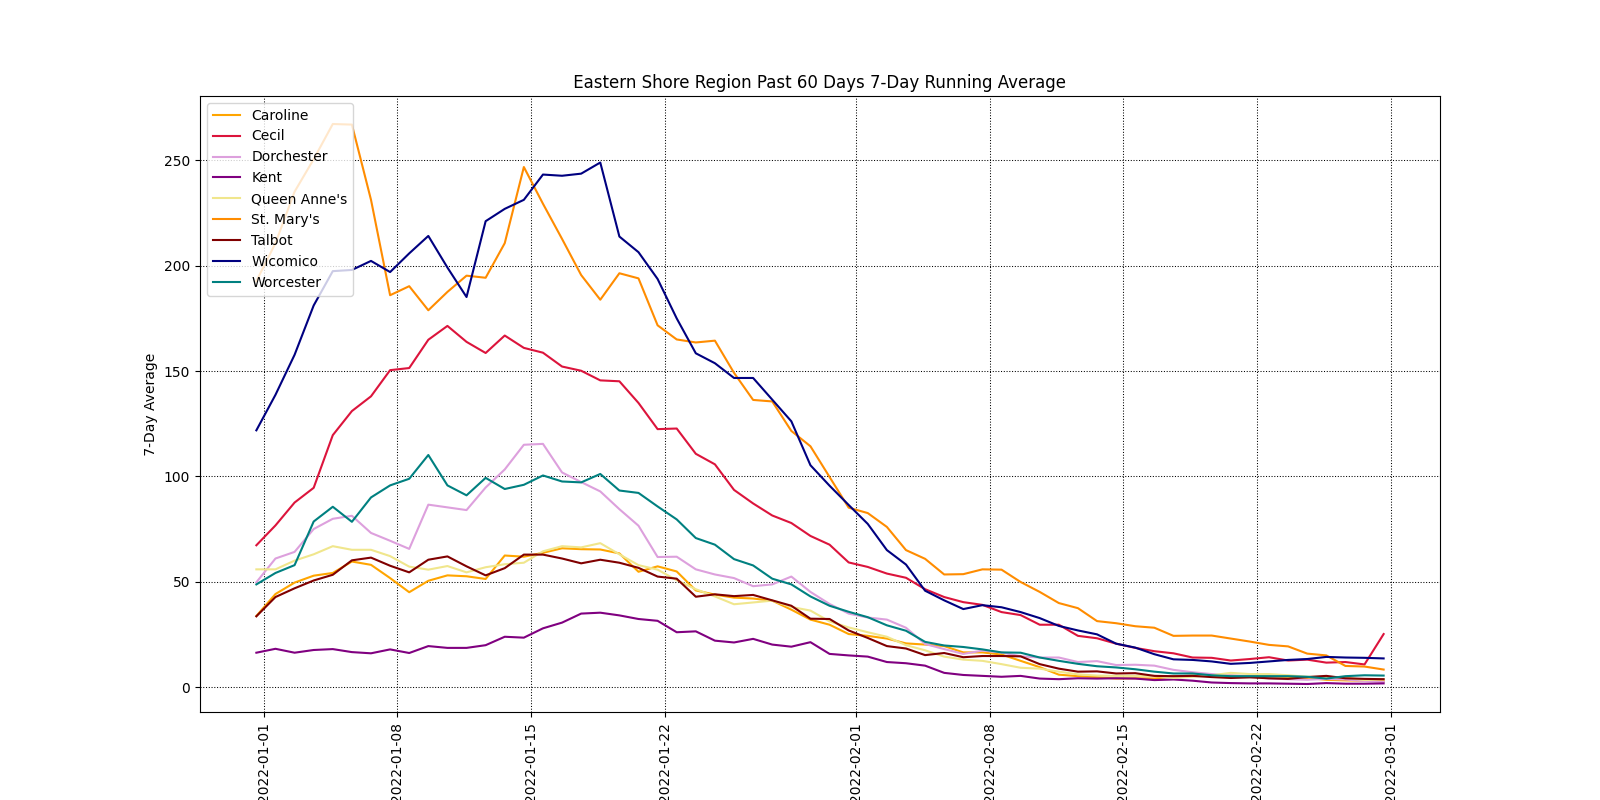 Eastern Shore Region Past 60 Days 7-Day Running Average
Caroline
Cecil
Dorchester
Kent
Queen Anne's
St. Mary's
Talbot
Wicomico
Worcester
7-Day Average
250
200
150
100
50
0
2022-01-01
2022-01-08
2022-01-15
2022-01-22
2022-02-01
2022-02-08
2022-02-15
2022-02-22
2022-03-01